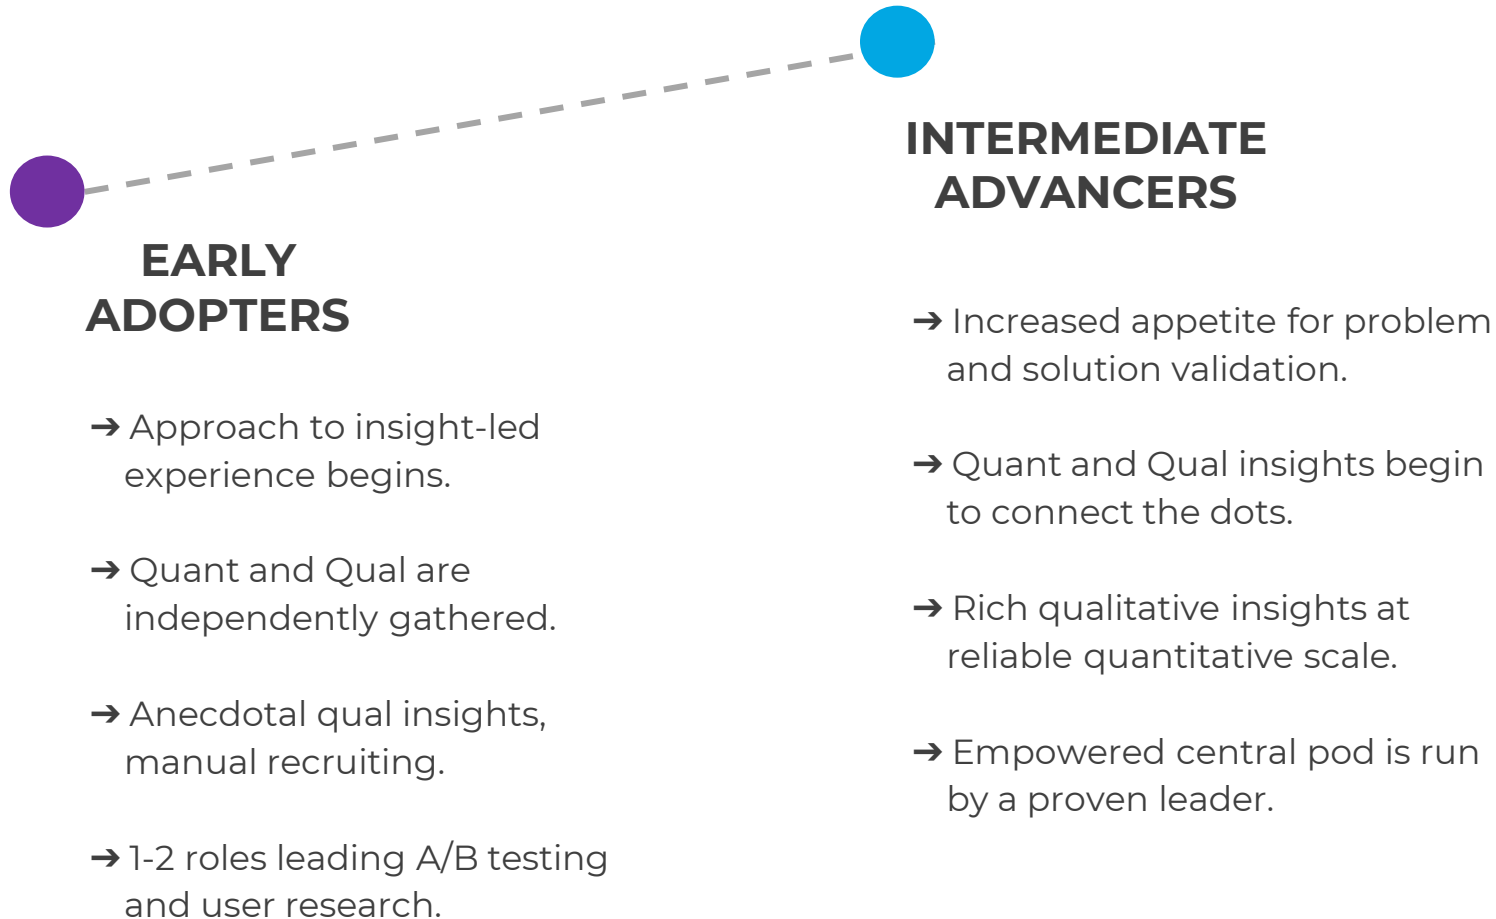 EARLY
ADOPTERS
➔ Approach to insight-led
experience begins.
➔ Quant and Qual are
independently gathered.
➔ Anecdotal qual insights,
manual recruiting.
➔ 1-2 roles leading A/B testing
and user research.
INTERMEDIATE
ADVANCERS
➔ Increased appetite for problem
and solution validation.
➔ Quant and Qual insights begin
to connect the dots.
➔ Rich qualitative insights at
reliable quantitative scale.
➔ Empowered central pod is run
by a proven leader.